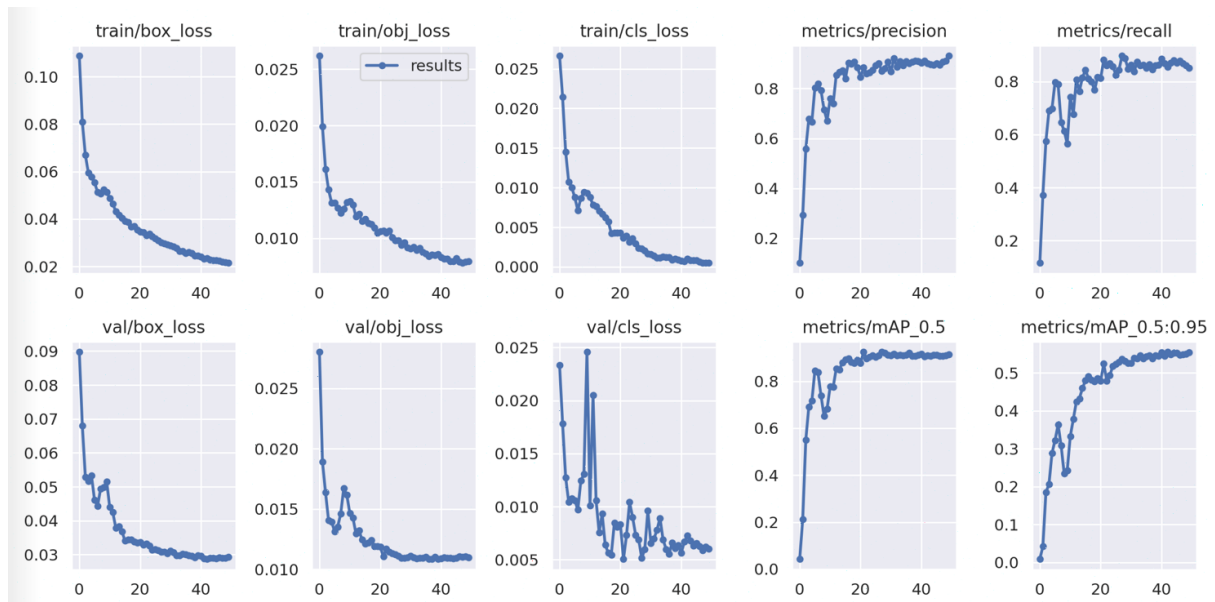 train/box_loss
train/obj_loss
train/cls_loss
metrics/precision
metrics/recall
results
0.10
0.08
0.06
0.04
0.02
0.025
0.020
0.015
0.010
0.025
0.020
0.015
0.010
0.005
0.000
0.8
0.6
0.4
0.2
0.8
0.6
0.4
0.2
0 20 40
0 20 40
0 20 40
0 20 40
0 20 40
val/box_loss
val/obj_loss
val/cls_loss
metrics/mAP_0.5
metrics/mAP_0.5:0.95
0.09
0.08
0.07
0.06
0.05
0.04
0.03
0.025
0.020
0.015
0.010
0.025
0.020
0.015
0.010
0.005
0.8
0.6
0.4
0.2
0.0
0.5
0.4
0.3
0.2
0.1
0.0
0 20 40
0 20 40
0 20 40
0 20 40
0 20 40